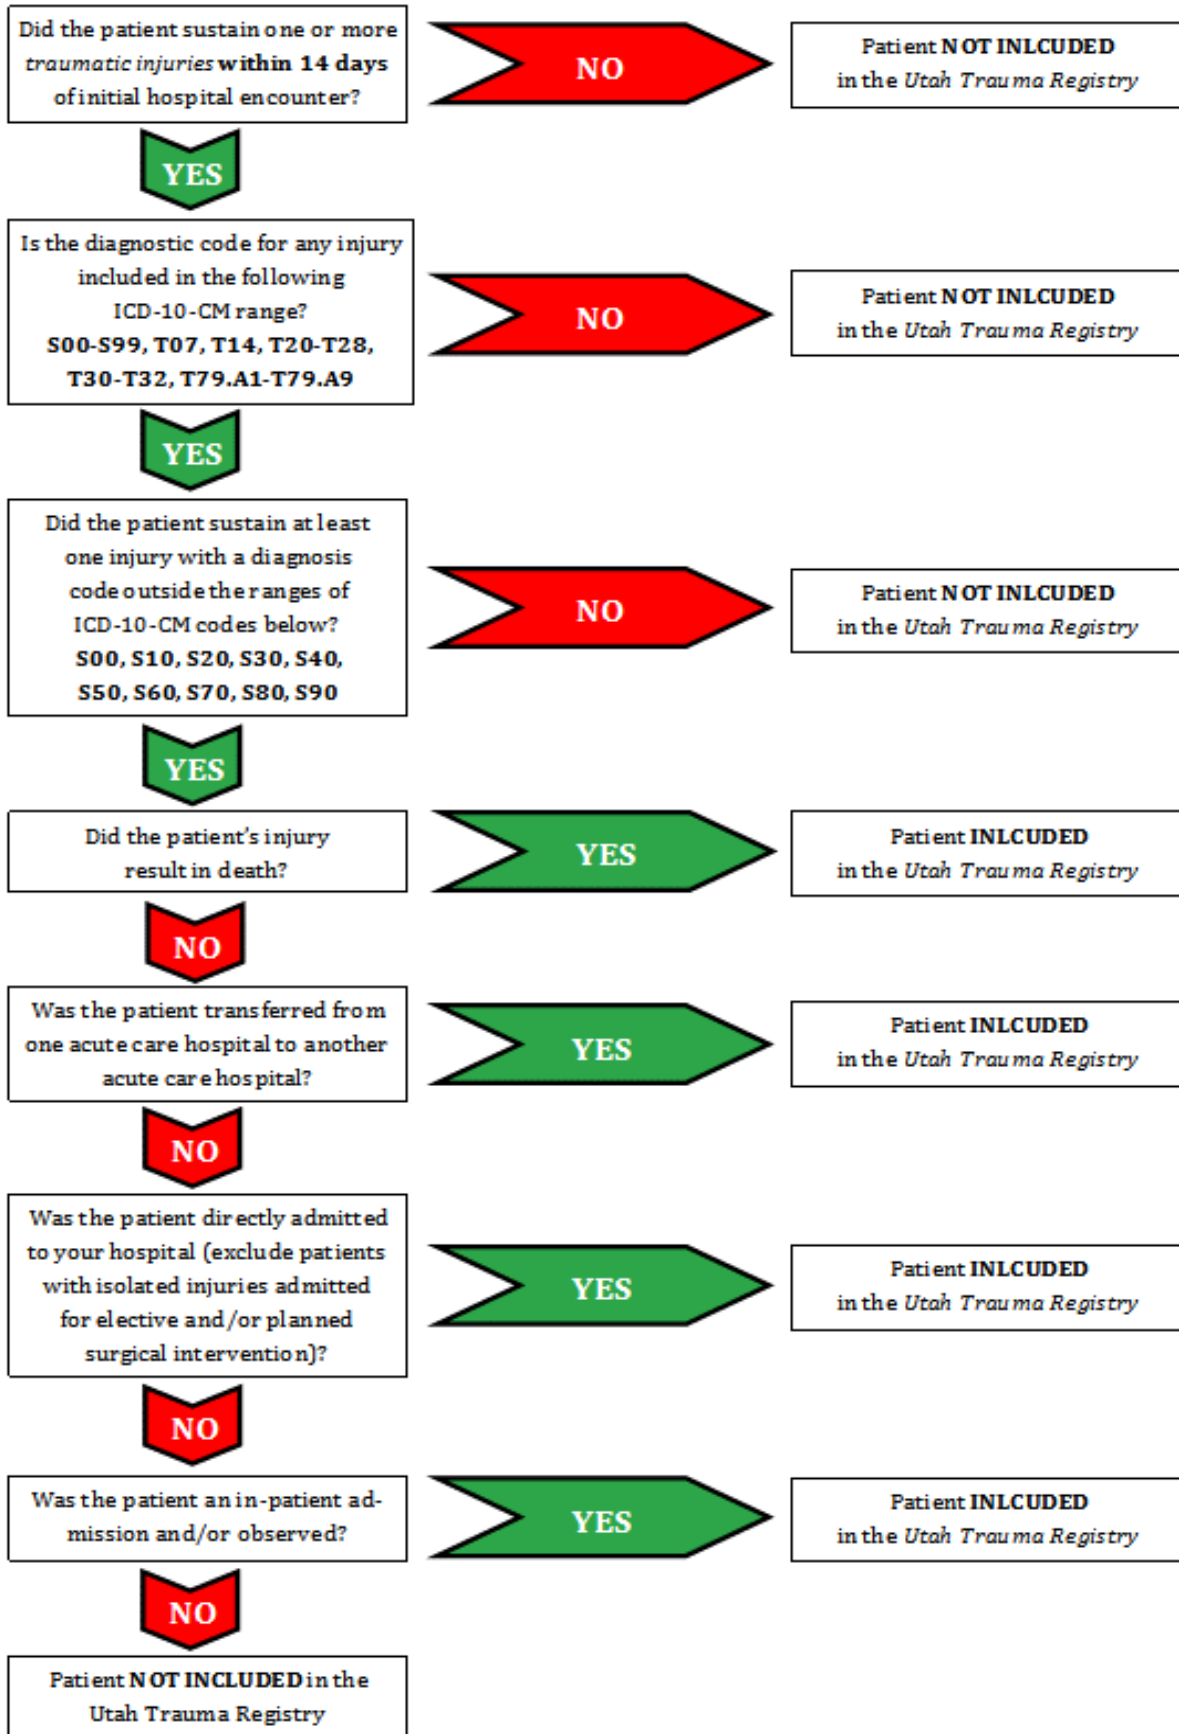 Did the patient sustain one or more
traumatic injuries within 14 days
of initial hospital encounter?
NO
Patient NOT INLCUDED
in the Utah Trauma Registry
YES
Is the diagnostic code for any injury
included in the following
ICD-10-CM range?
S00-S99, T07, T14, T20-T28,
T30-T32, T79.A1-T79.A9
NO
Patient NOT INLCUDED
in the Utah Trauma Registry
YES
Did the patient sustain at least
one injury with a diagnosis
code outside the ranges of
ICD-10-CM codes below?
S00, S10, S20, S30, S40,
S50, S60, S70, S80, S90
NO
Patient NOT INLCUDED
in the Utah Trauma Registry
YES
Did the patient's injury
result in death?
YES
Patient INLCUDED
in the Utah Trauma Registry
NO
Was the patient transferred from
one acute care hospital to another
acute care hospital?
YES
Patient INLCUDED
in the Utah Trauma Registry
NO
Was the patient directly admitted
to your hospital (exclude patients
with isolated injuries admitted
for elective and/or planned
surgical intervention)?
YES
Patient INLCUDED
in the Utah Trauma Registry
NO
Was the patient an in-patient ad-
mission and/or observed?
YES
Patient INLCUDED
in the Utah Trauma Registry
NO
Patient NOT INCLUDED in the
Utah Trauma Registry